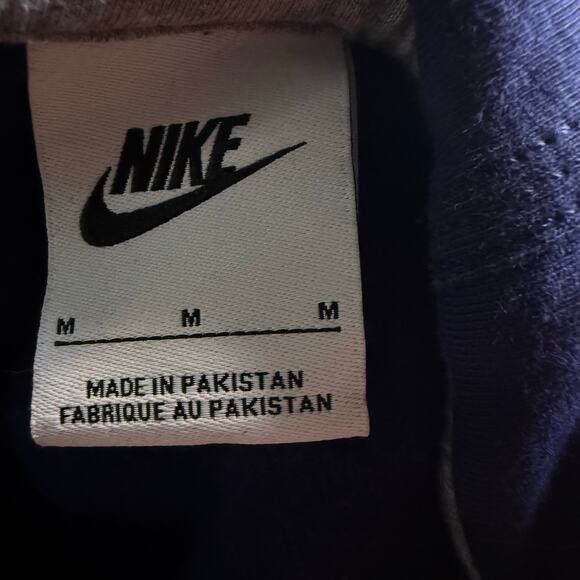 NIKE
M M M
MADE IN PAKISTAN
FABRIQUE AU PAKISTAN